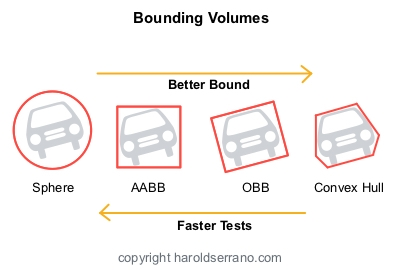 Bounding Volumes
Better Bound
Sphere
AABB
OBB
Convex Hull
Faster Tests
copyright haroldserrano.com